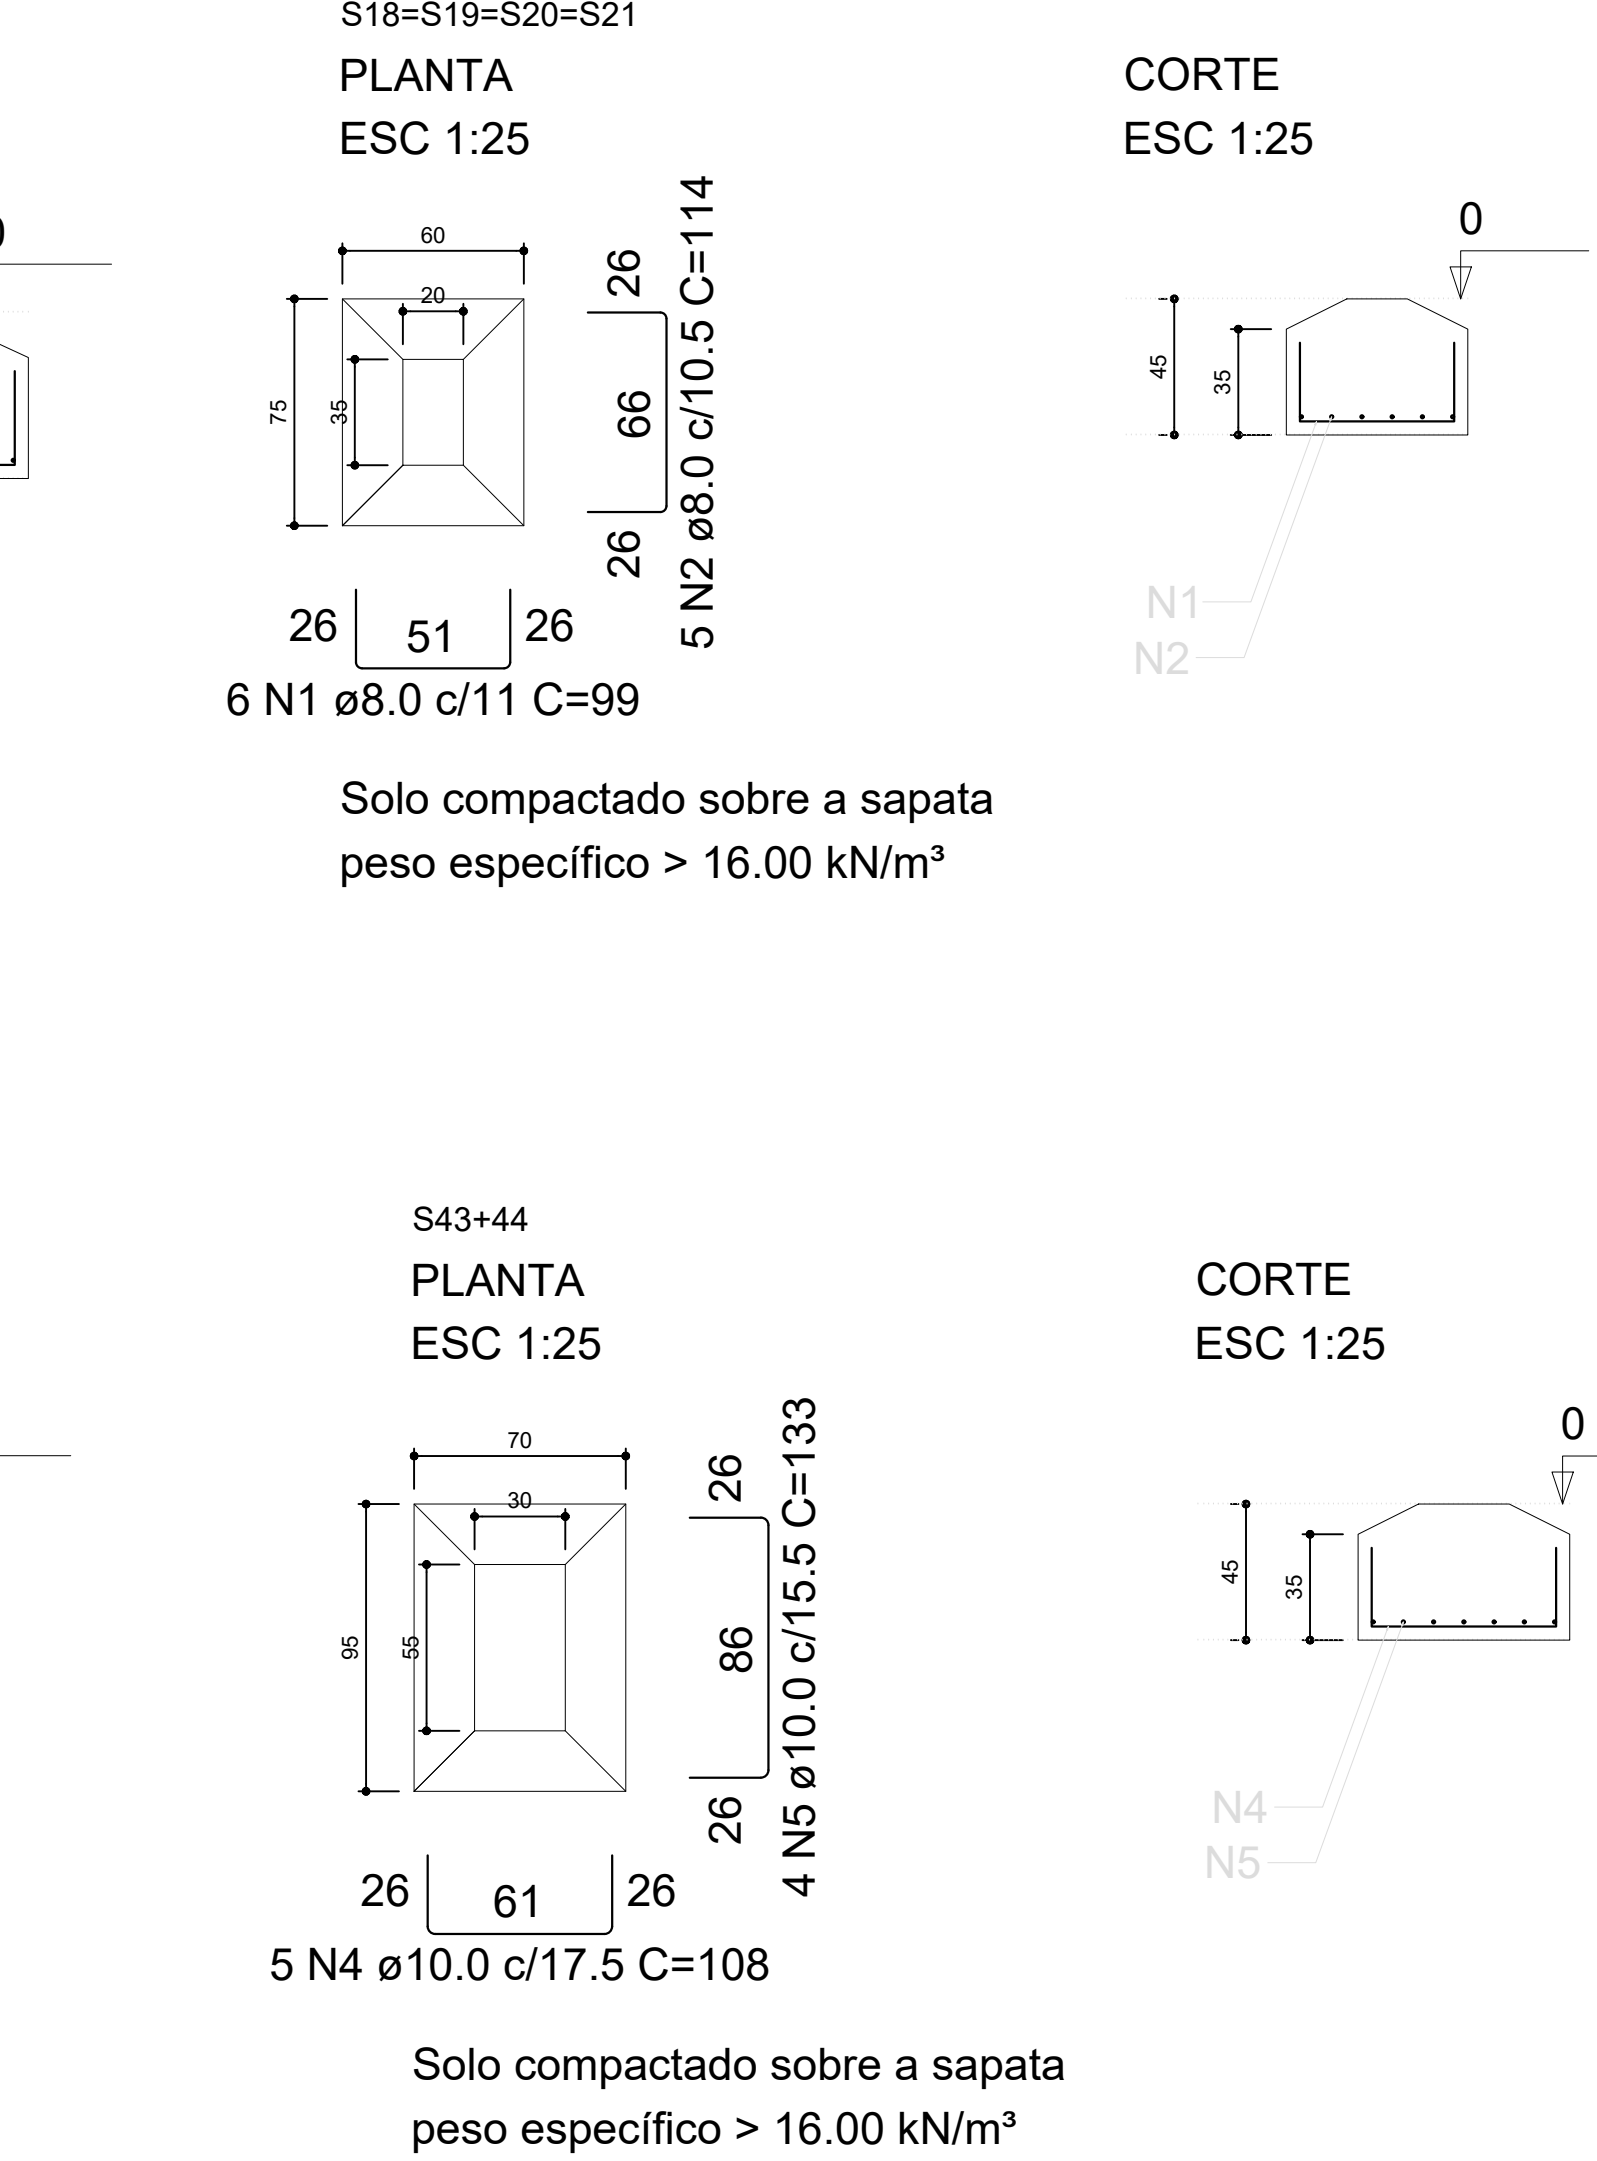 S18=S19=S20=S21
PLANTA
ESC 1:25
CORTE
ESC 1:25
0
60
20
75
35
26
66
26
5 N2 ø8.0 c/10.5 C=114
26
51
26
6 N1 ø8.0 c/11 C=99
0
45
35
N1
N2
Solo compactado sobre a sapata
peso específico > 16.00 kN/m³
S43+44
PLANTA
ESC 1:25
CORTE
ESC 1:25
70
30
95
55
26
86
26
4 N5 ø10.0 c/15.5 C=133
26
61
26
5 N4 ø10.0 c/17.5 C=108
0
45
35
N4
N5
Solo compactado sobre a sapata
peso específico > 16.00 kN/m³